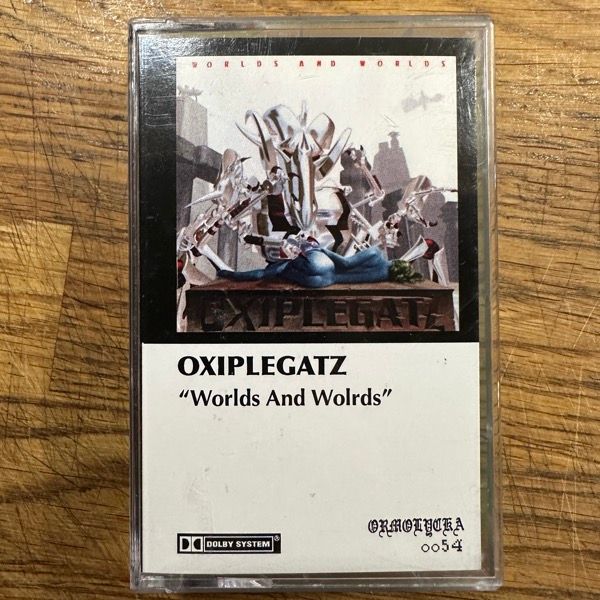 WORLDS AND WORLDS
OXIPLEGATZ
OXIPLEGATZ
“Worlds And Wolrds”
DOLBY SYSTEM
ORMOLYCKA
0054